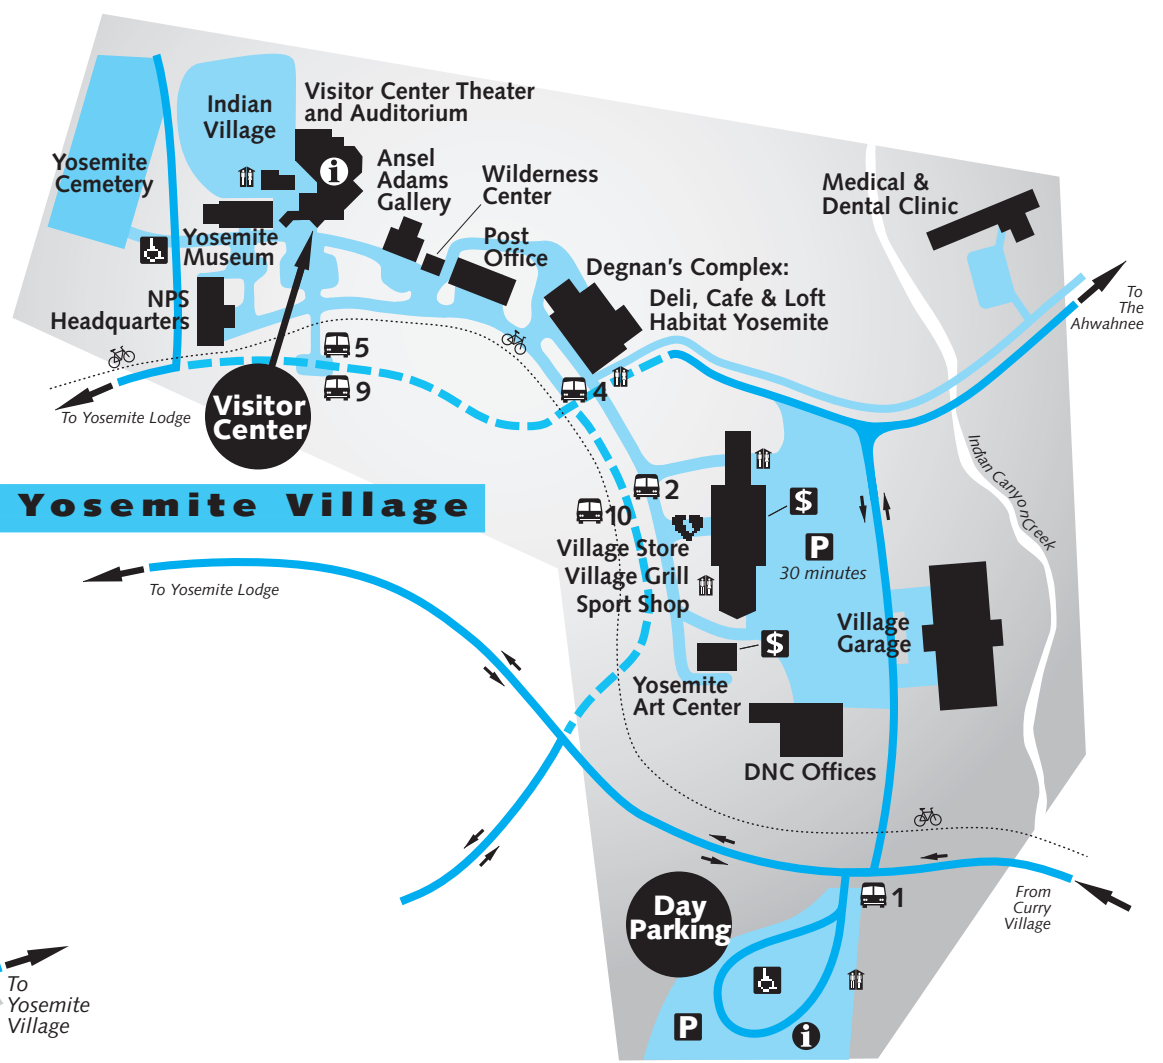 Visitor Center Theater
and Auditorium
Indian
Village
i
Ansel
Adams
Gallery
Wilderness
Center
Yosemite
Cemetery
Medical &
Dental Clinic
Yosemite
Museum
Post
Office
Degnan's Complex:
Deli, Cafe & Loft
Habitat Yosemite
NPS
Headquarters
To
The
Ahwahnee
5
9
4
To Yosemite Lodge
Visitor
Center
Yosemite Village
2
10
$
P
30 minutes
Indian Canyon Creek
Village Store
Village Grill
Sport Shop
To Yosemite Lodge
Village
Garage
$
Yosemite
Art Center
DNC Offices
1
From
Curry
Village
Day
Parking
P
i
To
Yosemite
Village